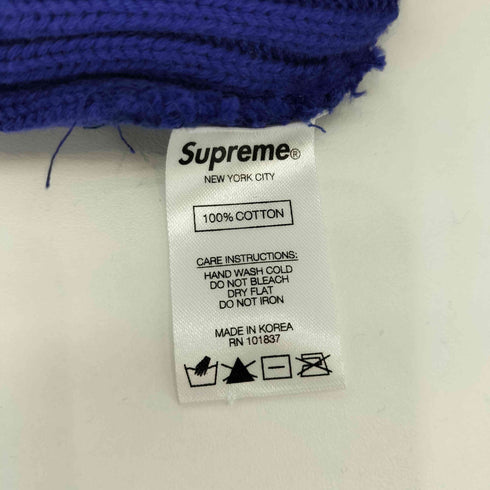 Supreme®
NEW YORK CITY
100% COTTON
CARE INSTRUCTIONS:
HAND WASH COLD
DO NOT BLEACH
DRY FLAT
DO NOT IRON
MADE IN KOREA
RN 101837